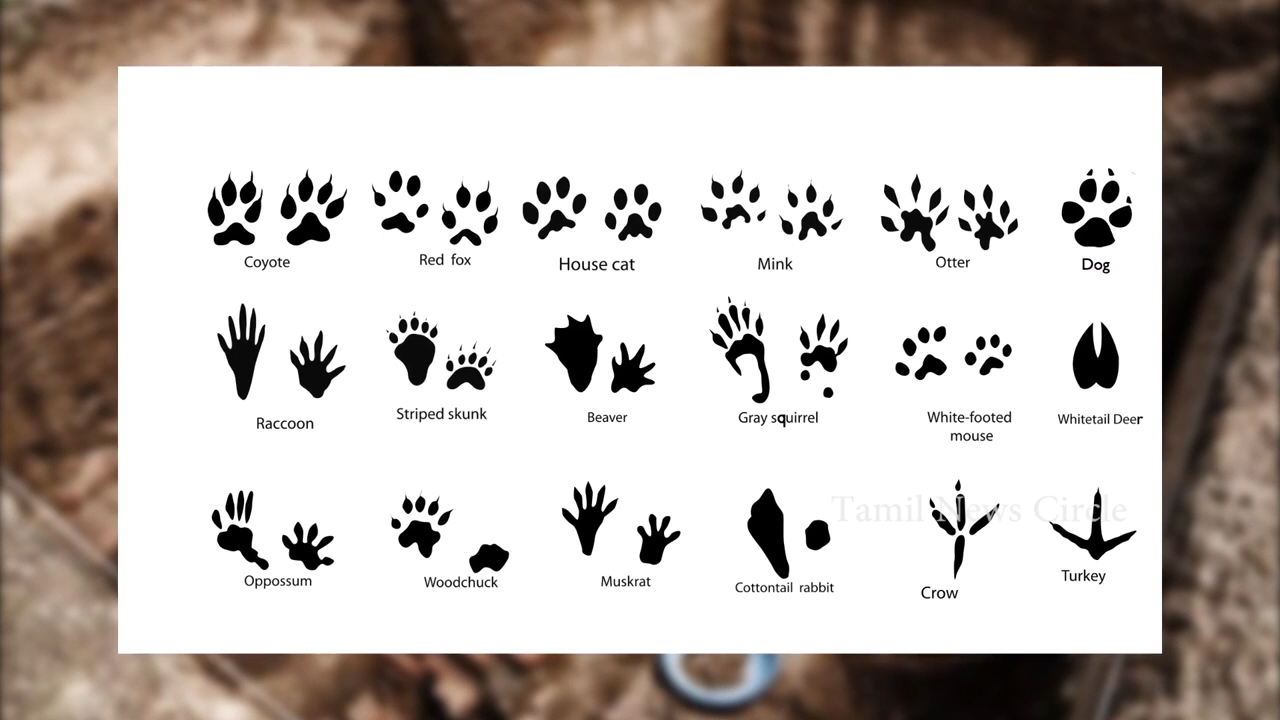 Coyote
Red fox
House cat
Mink
Otter
Dog
Raccoon
Striped skunk
Beaver
Gray squirrel
White-footed
mouse
Whitetail Deer
Tamil News Circle
Oppossum
Woodchuck
Muskrat
Cottontail rabbit
Crow
Turkey